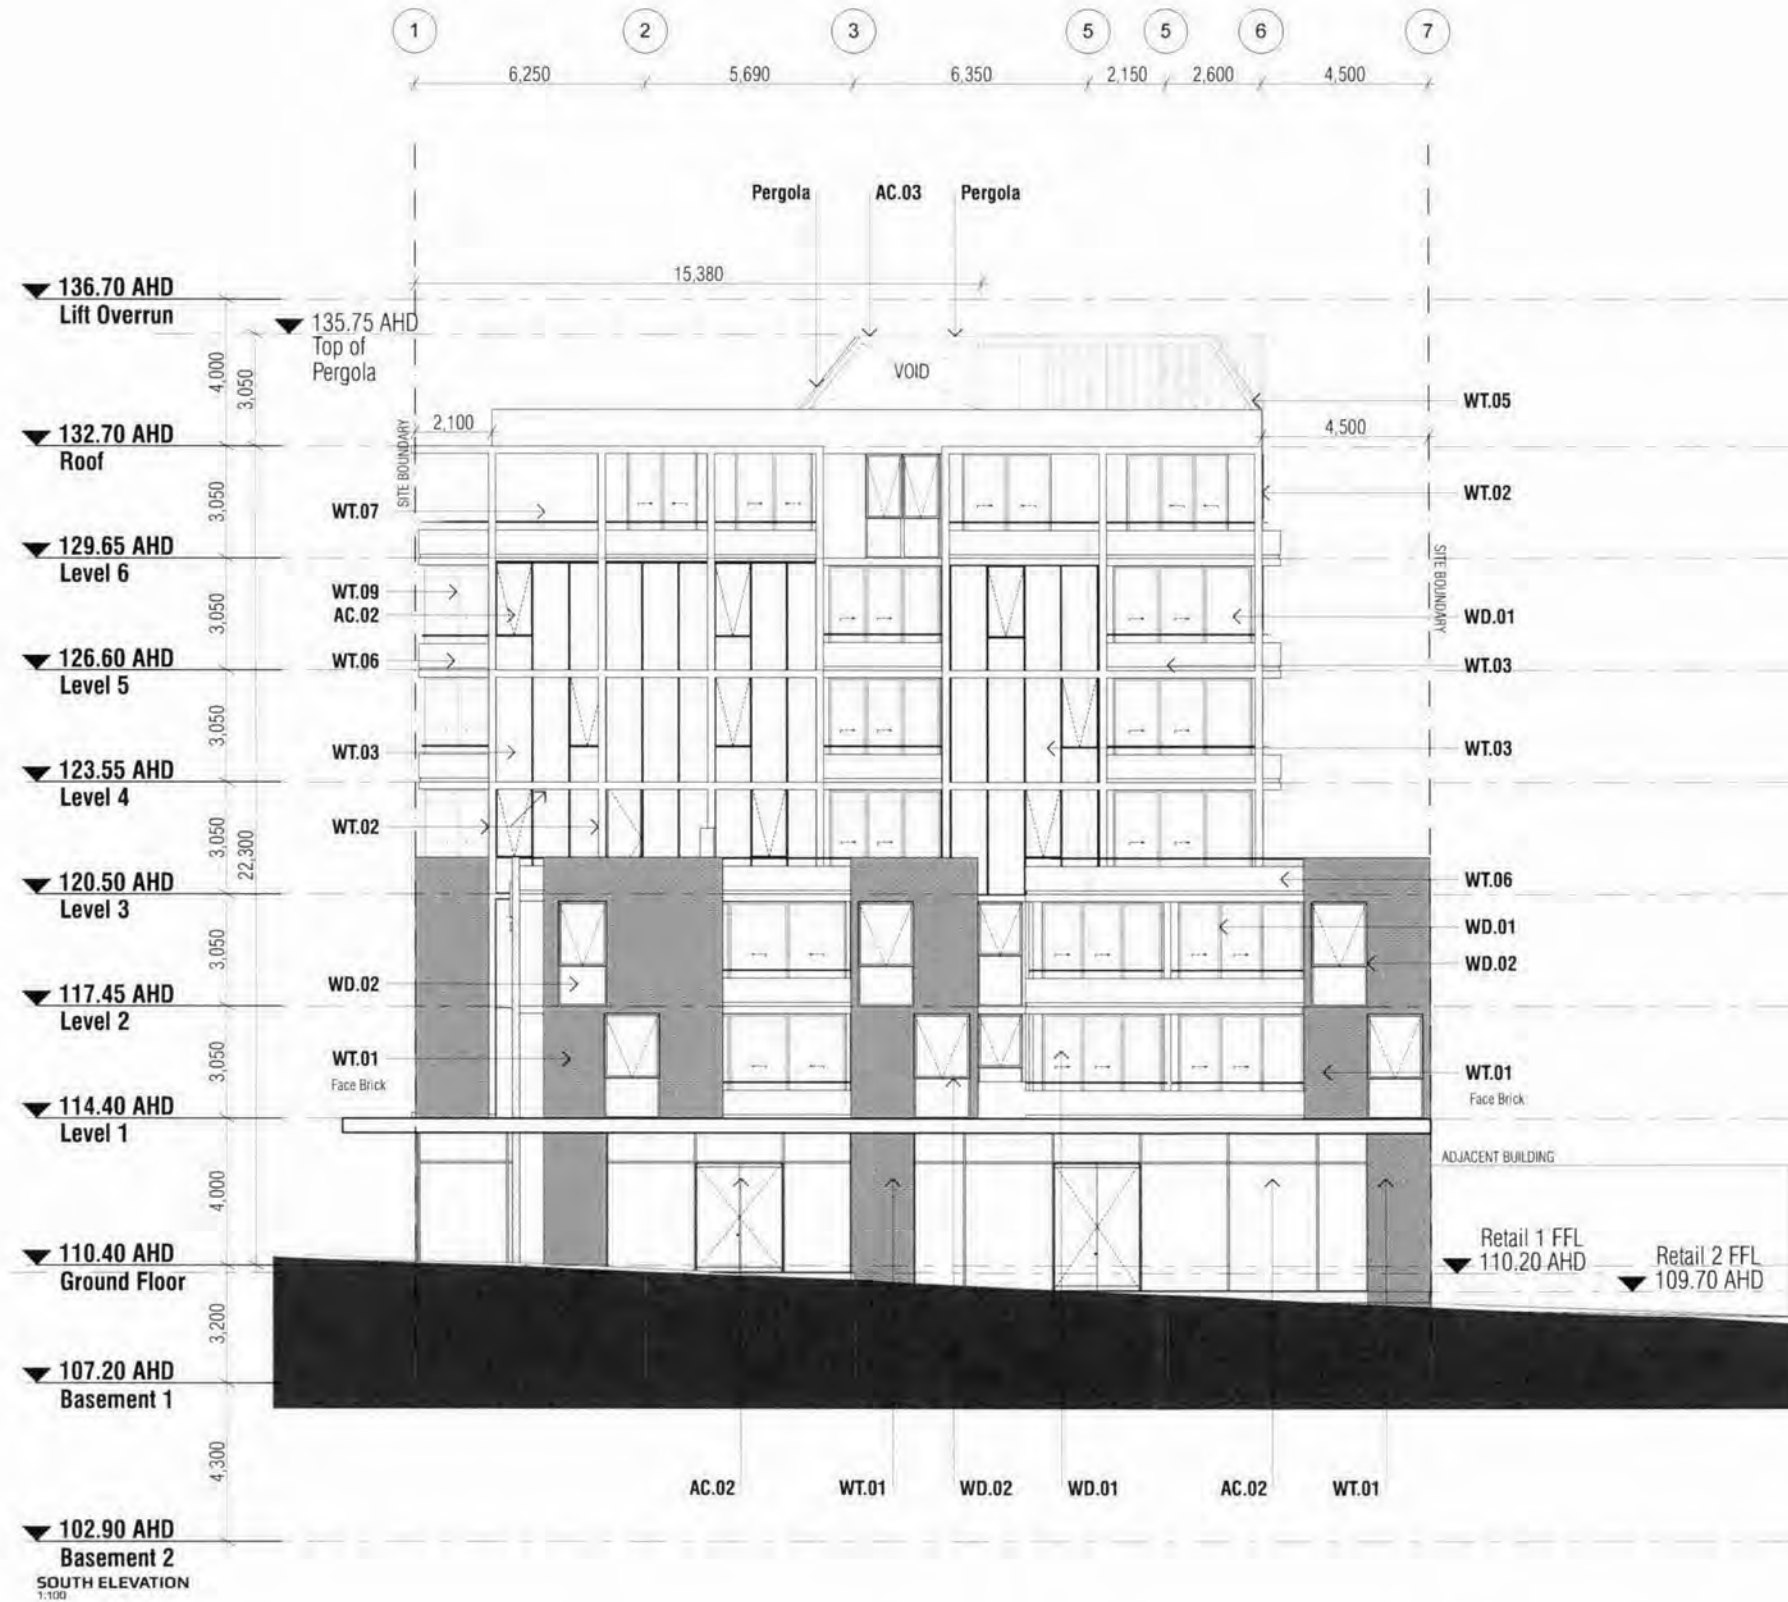 1 2 3 5 5 6 7
6,250 5,690 6,350 2,150 2,600 4,500
Pergola AC.03 Pergola
15,380
136.70 AHD
Lift Overrun
135.75 AHD
Top of
Pergola
4,000
3,050
VOID
WT.05
2,100
4,500
132.70 AHD
Roof
SITE BOUNDARY
3,050
WT.07
WT.02
129.65 AHD
Level 6
SITE BOUNDARY
3,050
WT.09
AC.02
WD.01
126.60 AHD
Level 5
WT.06
WT.03
3,050
WT.03
WT.03
123.55 AHD
Level 4
3,050
22,300
WT.02
120.50 AHD
Level 3
WT.06
3,050
WD.01
WD.02
WD.02
117.45 AHD
Level 2
3,050
WT.01
Face Brick
WT.01
Face Brick
114.40 AHD
Level 1
ADJACENT BUILDING
4,000
110.40 AHD
Ground Floor
Retail 1 FFL
110.20 AHD
Retail 2 FFL
109.70 AHD
3,200
107.20 AHD
Basement 1
4,300
AC.02 WT.01 WD.02 WD.01 AC.02 WT.01
102.90 AHD
Basement 2
SOUTH ELEVATION
1:100